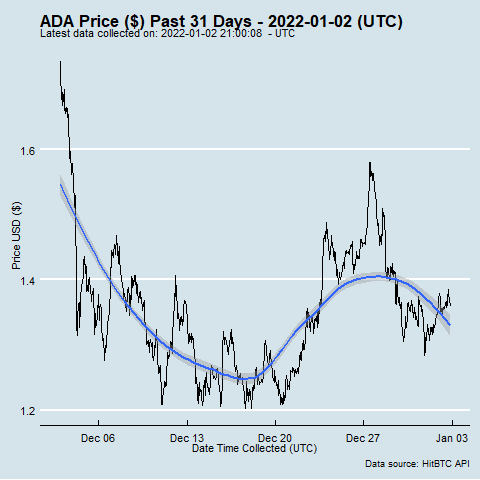 ADA Price ($) Past 31 Days - 2022-01-02 (UTC)
Latest data collected on: 2022-01-02 21:00:08  - UTC
Price USD ($)
1.6
1.4
1.2
Dec 06 Dec 13 Dec 20 Dec 27 Jan 03
Date Time Collected (UTC)
Data source: HitBTC API